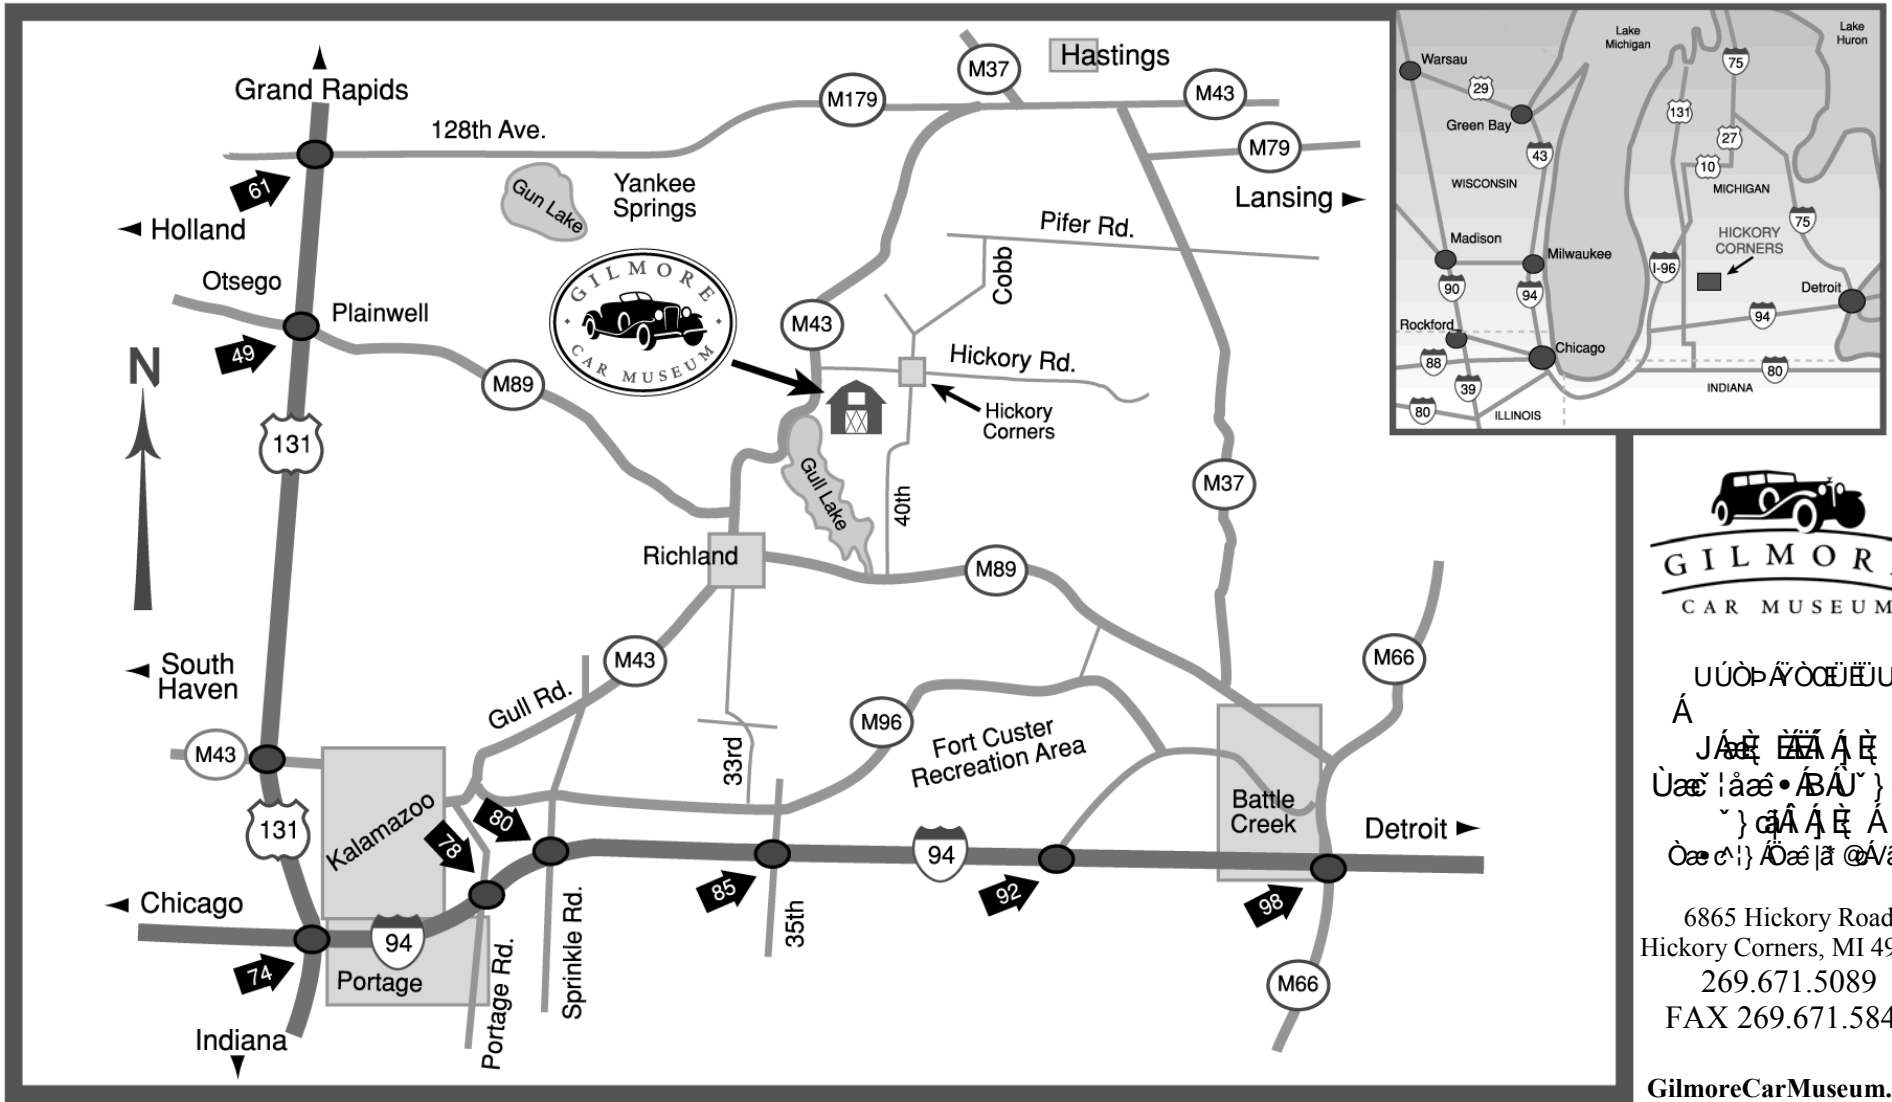 Grand Rapids
128th Ave.
M179
M37
Hastings
M43
M79
Lansing
61
Holland
Gun Lake
Yankee
Springs
Pifer Rd.
Cobb
Otsego
Plainwell
49
GILMORE
CAR MUSEUM
M43
Hickory Rd.
Hickory
Corners
N
M89
131
Gull Lake
40th
M37
Richland
M89
M43
M66
South
Haven
Gull Rd.
M43
33rd
M96
Fort Custer
Recreation Area
131
Kalamazoo
80
78
94
Battle
Creek
Detroit
Chicago
85
92
98
94
35th
74
Portage
Portage Rd.
Sprinkle Rd.
M66
Indiana
Lake
Michigan
Lake
Huron
Warsau
29
75
131
Green Bay
27
43
10
WISCONSIN
MICHIGAN
75
Madison
Milwaukee
HICKORY
CORNERS
I-96
90
94
Detroit
94
Rockford
Chicago
88
80
39
INDIANA
80
ILLINOIS
GILMOR
CAR MUSEUM
6865 Hickory Road
Hickory Corners, MI 49
269.671.5089
FAX 269.671.584
GilmoreCarMuseum.